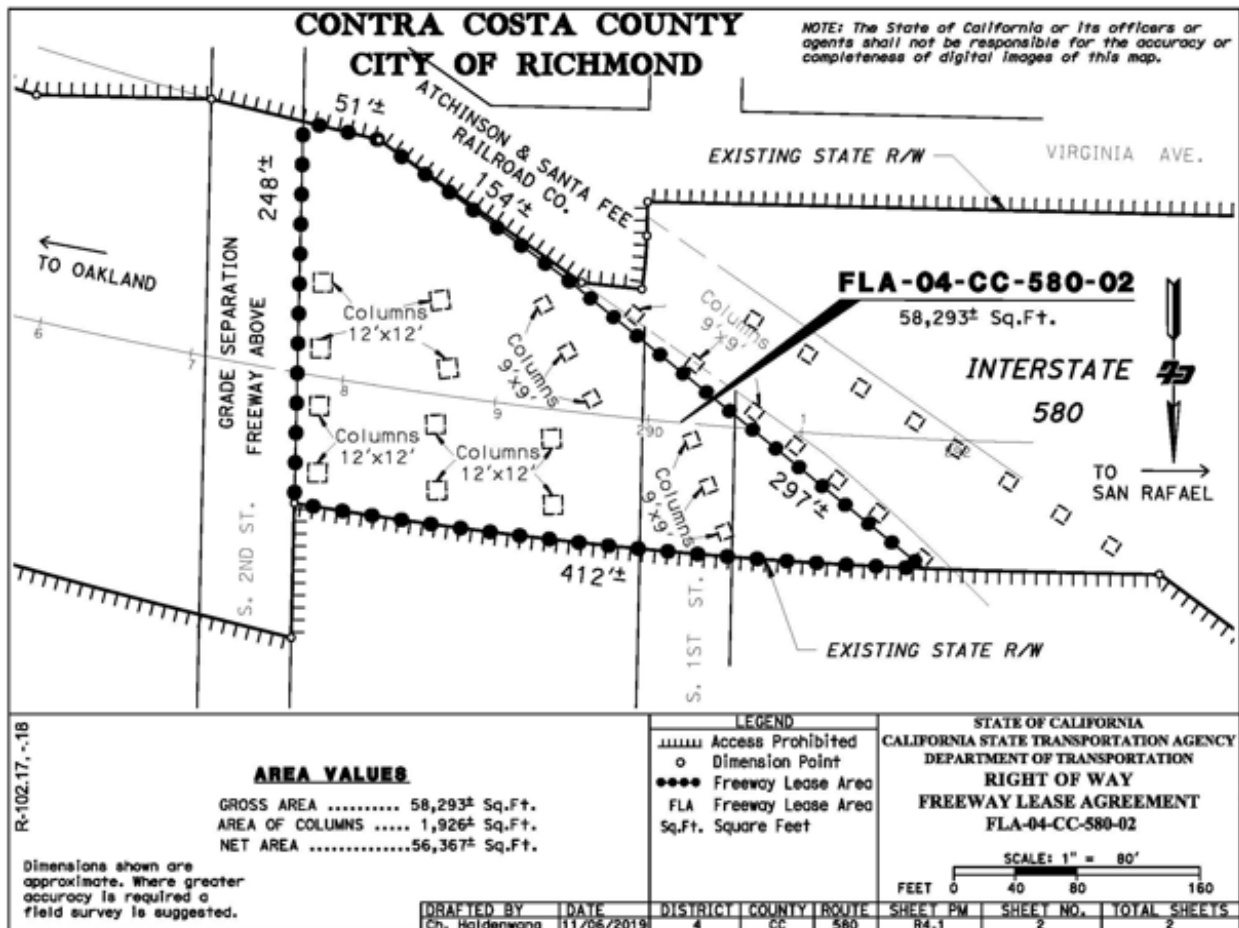 CONTRA COSTA COUNTY
CITY OF RICHMOND
NOTE: The State of California or its officers or
agents shall not be responsible for the accuracy or
completeness of digital images of this map.
51'±
ATCHINSON & SANTA FEE
RAILROAD CO.
154'±
248'±
EXISTING STATE R/W
VIRGINIA AVE.
TO OAKLAND
GRADE SEPARATION
FREEWAY ABOVE
FLA-04-CC-580-02
58,293± Sq.Ft.
INTERSTATE
580
TO
SAN RAFAEL
Columns
12'x12'
Columns
9'x9'
Columns
9'x9'
Columns
12'x12'
Columns
12'x12'
Columns
9'x9'
6
7
8
9
290
1
297'±
412'±
S. 2ND ST.
S. 1ST ST.
EXISTING STATE R/W
R-102.17,-.18
AREA VALUES
GROSS AREA .......... 58,293± Sq.Ft.
AREA OF COLUMNS ..... 1,926± Sq.Ft.
NET AREA ..............56,367± Sq.Ft.
Dimensions shown are
approximate. Where greater
accuracy is required a
field survey is suggested.
LEGEND
Access Prohibited
Dimension Point
Freeway Lease Area
FLA Freeway Lease Area
Sq.Ft. Square Feet
STATE OF CALIFORNIA
CALIFORNIA STATE TRANSPORTATION AGENCY
DEPARTMENT OF TRANSPORTATION
RIGHT OF WAY
FREEWAY LEASE AGREEMENT
FLA-04-CC-580-02
SCALE: 1" = 80'
FEET 0 40 80 160
DRAFTED BY DATE DISTRICT COUNTY ROUTE SHEET PM SHEET NO. TOTAL SHEETS
Ch. Haldenwang 11/06/2019 4 CC 580 R4.1 2 2